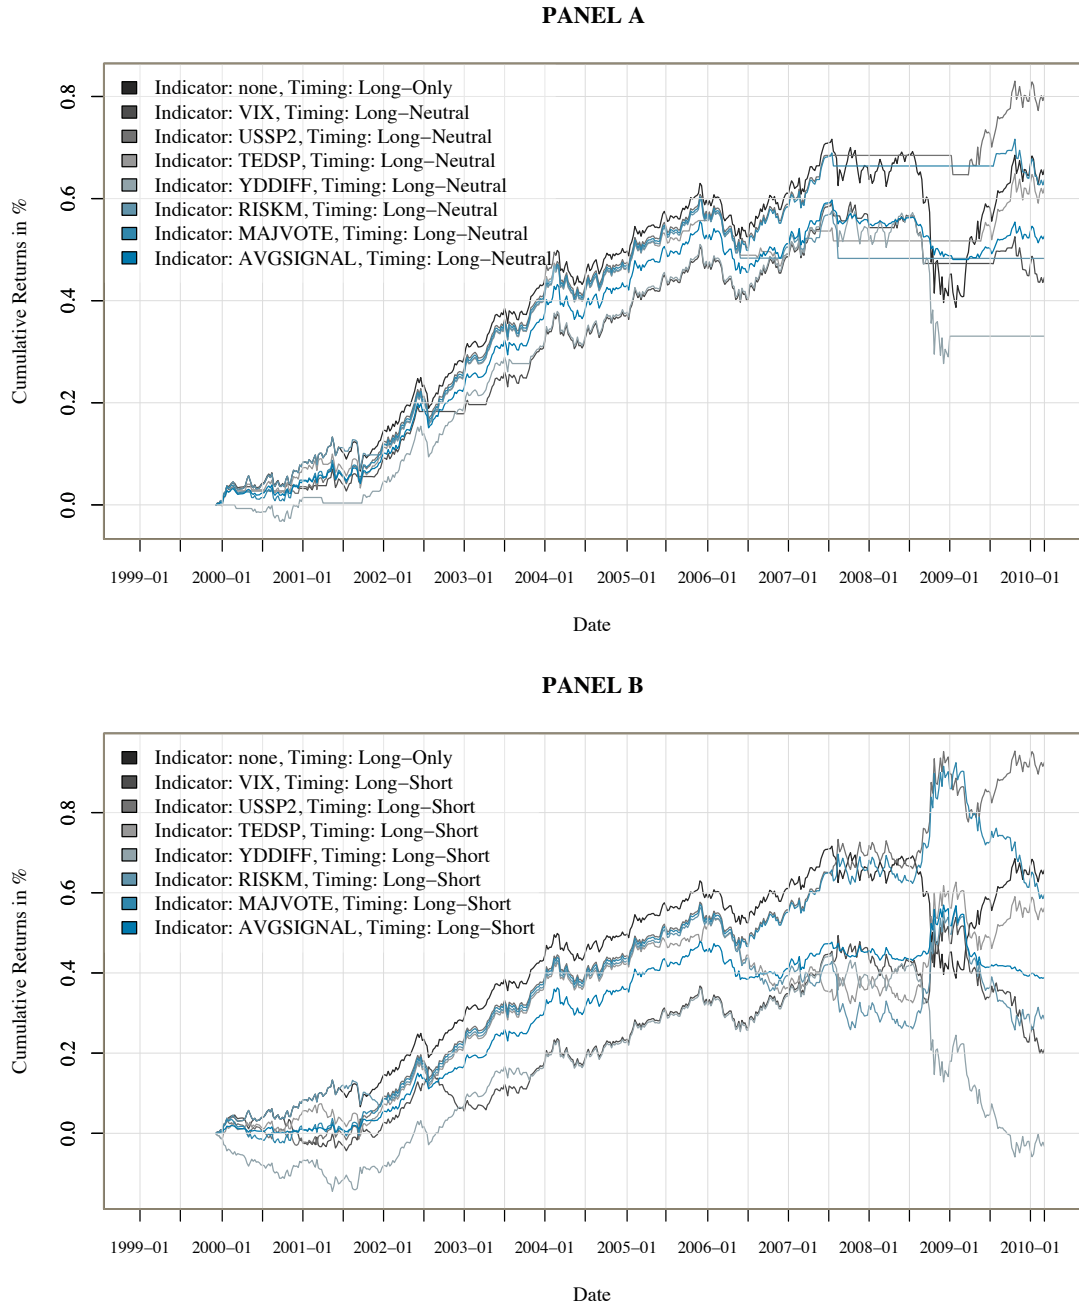 PANEL A
Indicator: none, Timing: Long−Only
Indicator: VIX, Timing: Long−Neutral
Indicator: USSP2, Timing: Long−Neutral
Indicator: TEDSP, Timing: Long−Neutral
Indicator: YDDIFF, Timing: Long−Neutral
Indicator: RISKM, Timing: Long−Neutral
Indicator: MAJVOTE, Timing: Long−Neutral
Indicator: AVGSIGNAL, Timing: Long−Neutral
Cumulative Returns in %
0.8
0.6
0.4
0.2
0.0
1999−01 2000−01 2001−01 2002−01 2003−01 2004−01 2005−01 2006−01 2007−01 2008−01 2009−01 2010−01
Date
PANEL B
Indicator: none, Timing: Long−Only
Indicator: VIX, Timing: Long−Short
Indicator: USSP2, Timing: Long−Short
Indicator: TEDSP, Timing: Long−Short
Indicator: YDDIFF, Timing: Long−Short
Indicator: RISKM, Timing: Long−Short
Indicator: MAJVOTE, Timing: Long−Short
Indicator: AVGSIGNAL, Timing: Long−Short
Cumulative Returns in %
0.8
0.6
0.4
0.2
0.0
1999−01 2000−01 2001−01 2002−01 2003−01 2004−01 2005−01 2006−01 2007−01 2008−01 2009−01 2010−01
Date